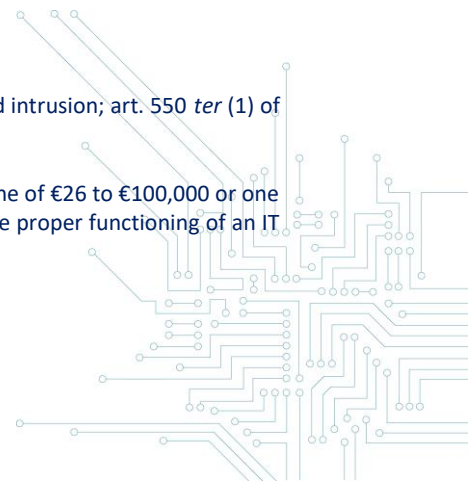 d intrusion; art. 550 ter (1) of
ne of €26 to €100,000 or one
e proper functioning of an IT